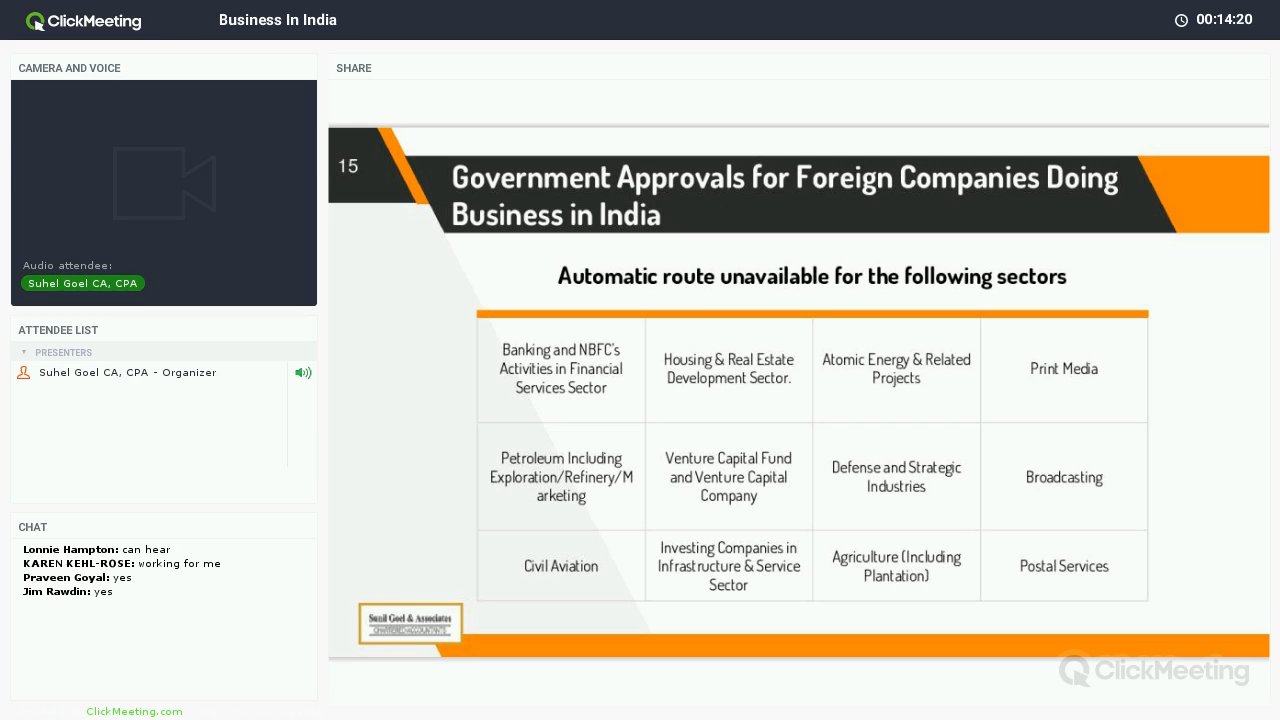 ClickMeeting
Business In India
00:14:20
CAMERA AND VOICE
Audio attendee:
Suhel Goel CA, CPA
ATTENDEE LIST
PRESENTERS
Suhel Goel CA, CPA - Organizer
CHAT
Lonnie Hampton: can hear
KAREN KEHL-ROSE: working for me
Praveen Goyal: yes
Jim Rawdin: yes
ClickMeeting.com
SHARE
15
Government Approvals for Foreign Companies Doing
Business in India
Automatic route unavailable for the following sectors
Banking and NBFC's
Activities in Financial
Services Sector
Housing & Real Estate
Development Sector.
Atomic Energy & Related
Projects
Print Media
Petroleum Including
Exploration/Refinery/M
arketing
Venture Capital Fund
and Venture Capital
Company
Defense and Strategic
Industries
Broadcasting
Civil Aviation
Investing Companies in
Infrastructure & Service
Sector
Agriculture (Including
Plantation)
Postal Services
Sunil Goel & Associates
CHARTERED ACCOUNTANTS
ClickMeeting